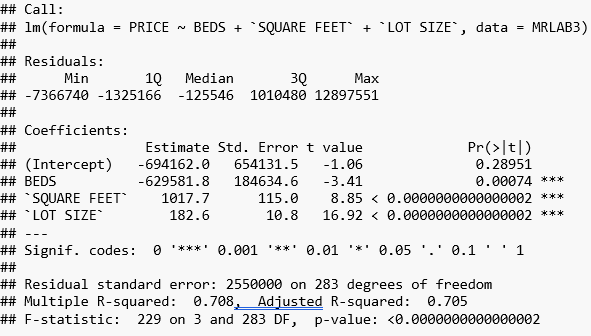 ## Call:
## lm(formula = PRICE ~ BEDS + `SQUARE FEET` + `LOT SIZE`, data = MRLAB3)
##
## Residuals:
##      Min       1Q   Median       3Q      Max
## -7366740 -1325166  -125546  1010480 12897551
##
## Coefficients:
##               Estimate Std. Error t value             Pr(>|t|)
## (Intercept)  -694162.0   654131.5   -1.06              0.28951
## BEDS         -629581.8   184634.6   -3.41              0.00074 ***
## `SQUARE FEET`   1017.7      115.0    8.85 < 0.0000000000000002 ***
## `LOT SIZE`       182.6       10.8   16.92 < 0.0000000000000002 ***
## ---
## Signif. codes:  0 '***' 0.001 '**' 0.01 '*' 0.05 '.' 0.1 ' ' 1
##
## Residual standard error: 2550000 on 283 degrees of freedom
## Multiple R-squared:  0.708,  Adjusted R-squared:  0.705
## F-statistic:  229 on 3 and 283 DF,  p-value: <0.0000000000000002